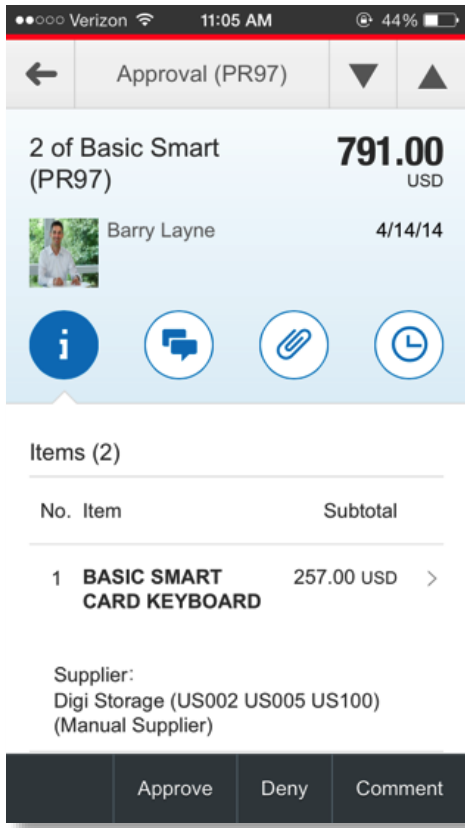 Verizon 11:05 AM 44%
Approval (PR97)
2 of Basic Smart 791.00
(PR97) USD
Barry Layne 4/14/14
Items (2)
No. Item Subtotal
1 BASIC SMART 257.00 USD
CARD KEYBOARD
Supplier:
Digi Storage (US002 US005 US100)
(Manual Supplier)
Approve Deny Comment